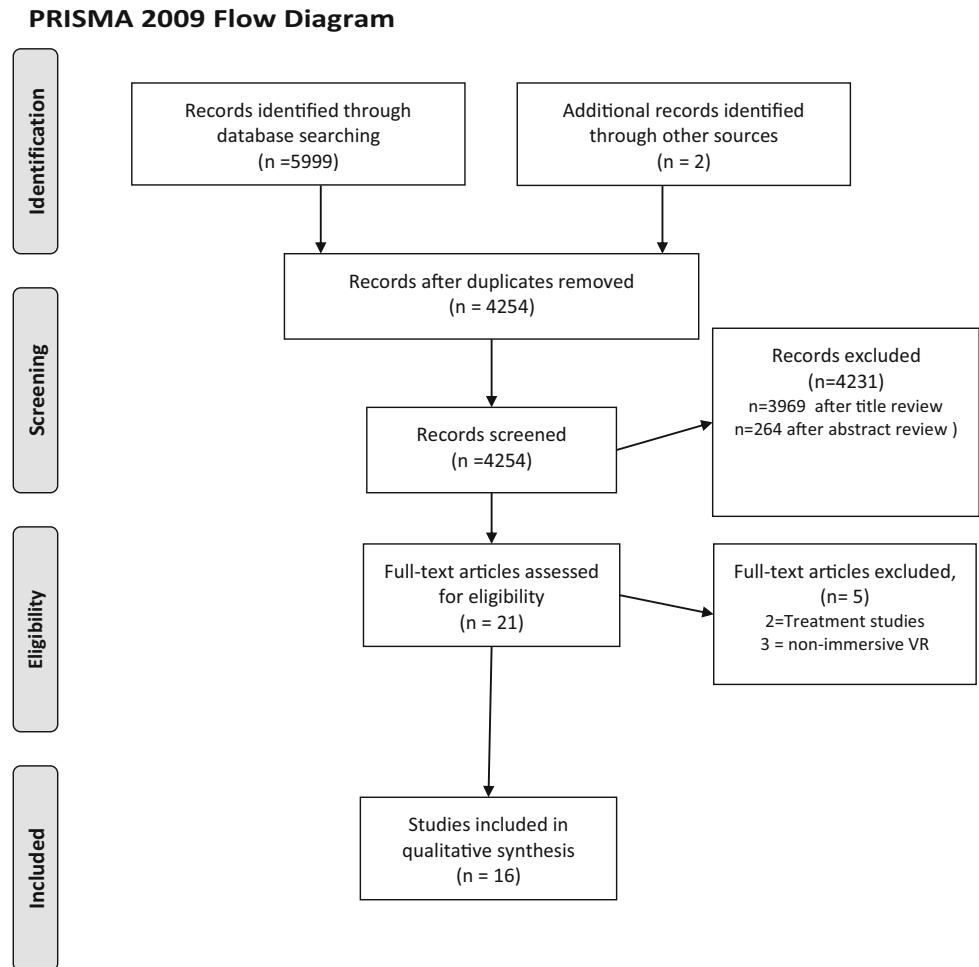 PRISMA 2009 Flow Diagram
Identification
Records identified through
database searching
(n =5999)
Additional records identified
through other sources
(n = 2)
Records after duplicates removed
(n = 4254)
Screening
Records screened
(n =4254)
Records excluded
(n=4231)
n=3969 after title review
n=264 after abstract review )
Eligibility
Full-text articles assessed
for eligibility
(n = 21)
Full-text articles excluded,
(n= 5)
2=Treatment studies
3 = non-immersive VR
Included
Studies included in
qualitative synthesis
(n = 16)